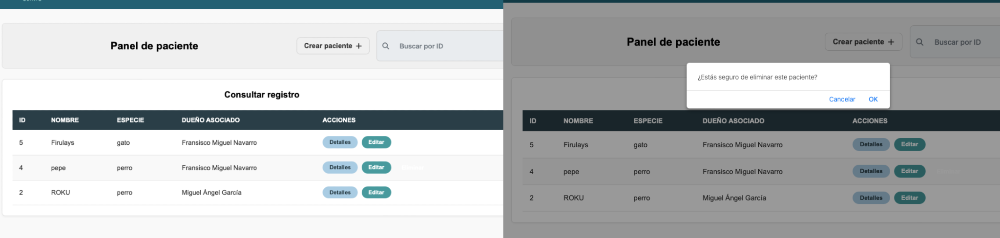 Panel de paciente
Crear paciente +
Buscar por ID
Consultar registro
ID NOMBRE ESPECIE DUEÑO ASOCIADO ACCIONES
5 Firulays gato Fransisco Miguel Navarro Detalles Editar
4 pepe perro Fransisco Miguel Navarro Detalles Editar
2 ROKU perro Miguel Ángel García Detalles Editar
Panel de paciente
Crear paciente +
Buscar por ID
¿Estás seguro de eliminar este paciente?
Cancelar OK
ID NOMBRE ESPECIE DUEÑO ASOCIADO ACCIONES
5 Firulays gato Fransisco Miguel Navarro Detalles Editar
4 pepe perro Fransisco Miguel Navarro Detalles Editar
2 ROKU perro Miguel Ángel García Detalles Editar